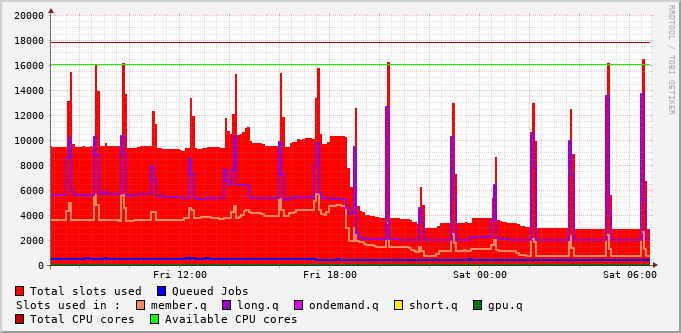 20000
18000
16000
14000
12000
10000
8000
6000
4000
2000
0
Fri 12:00 Fri 18:00 Sat 00:00 Sat 06:00
RRDTOOL / TOBI OETIKER
Total slots used Queued Jobs
Slots used in : member.q long.q ondemand.q short.q gpu.q
Total CPU cores Available CPU cores